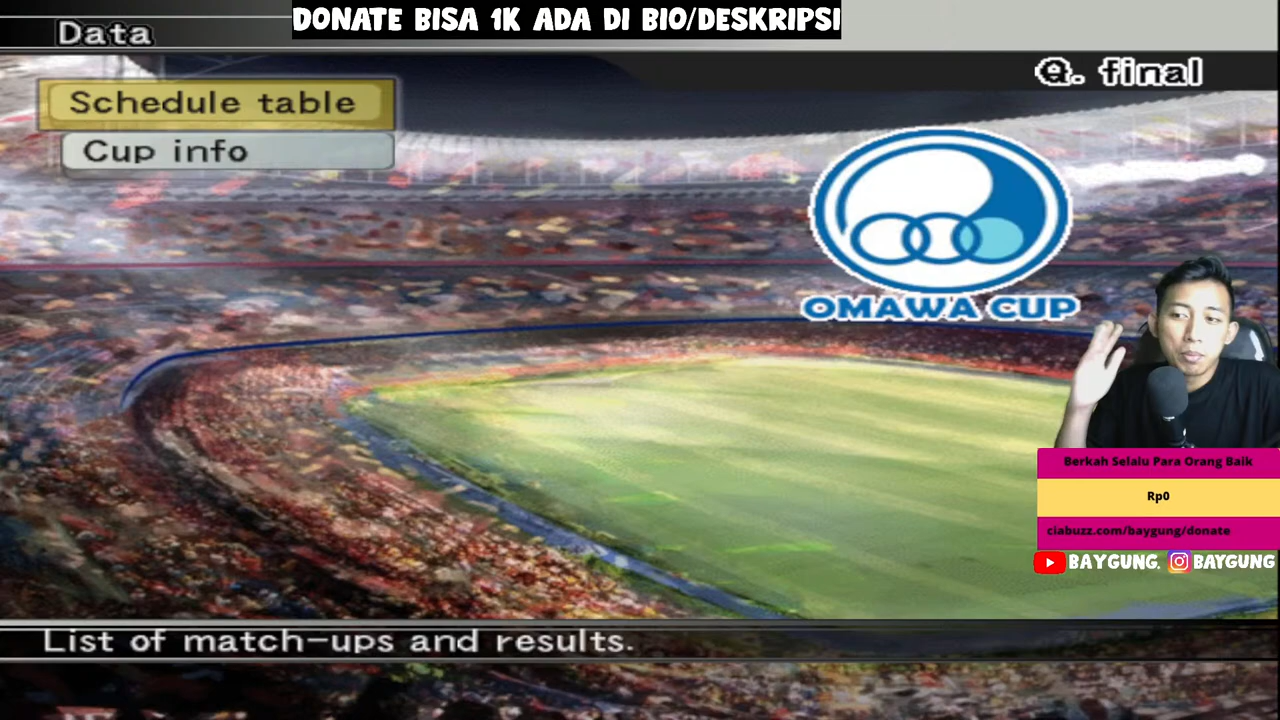 DONATE BISA 1K ADA DI BIO/DESKRIPSI
Data
Q. final
Schedule table
Cup info
OMAWA CUP
Berkah Selalu Para Orang Baik
Rp0
ciabuzz.com/baygung/donate
BAYGUNG. BAYGUNG
List of match-ups and results.